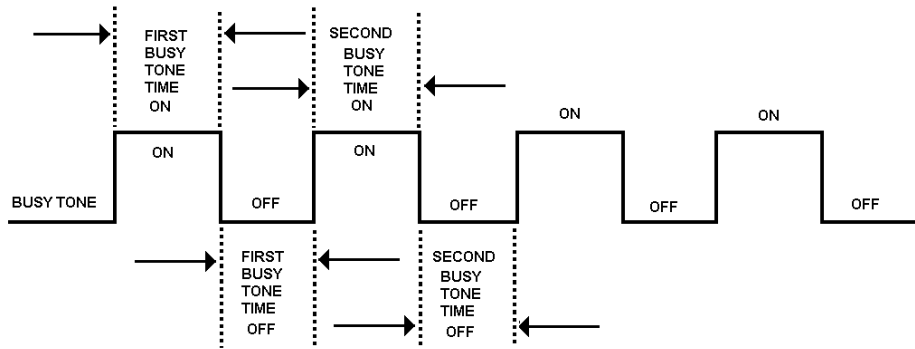 FIRST
BUSY
TONE
TIME
ON
SECOND
BUSY
TONE
TIME
ON
ON
ON
ON
ON
BUSY TONE
OFF
OFF
OFF
OFF
FIRST
BUSY
TONE
TIME
OFF
SECOND
BUSY
TONE
TIME
OFF